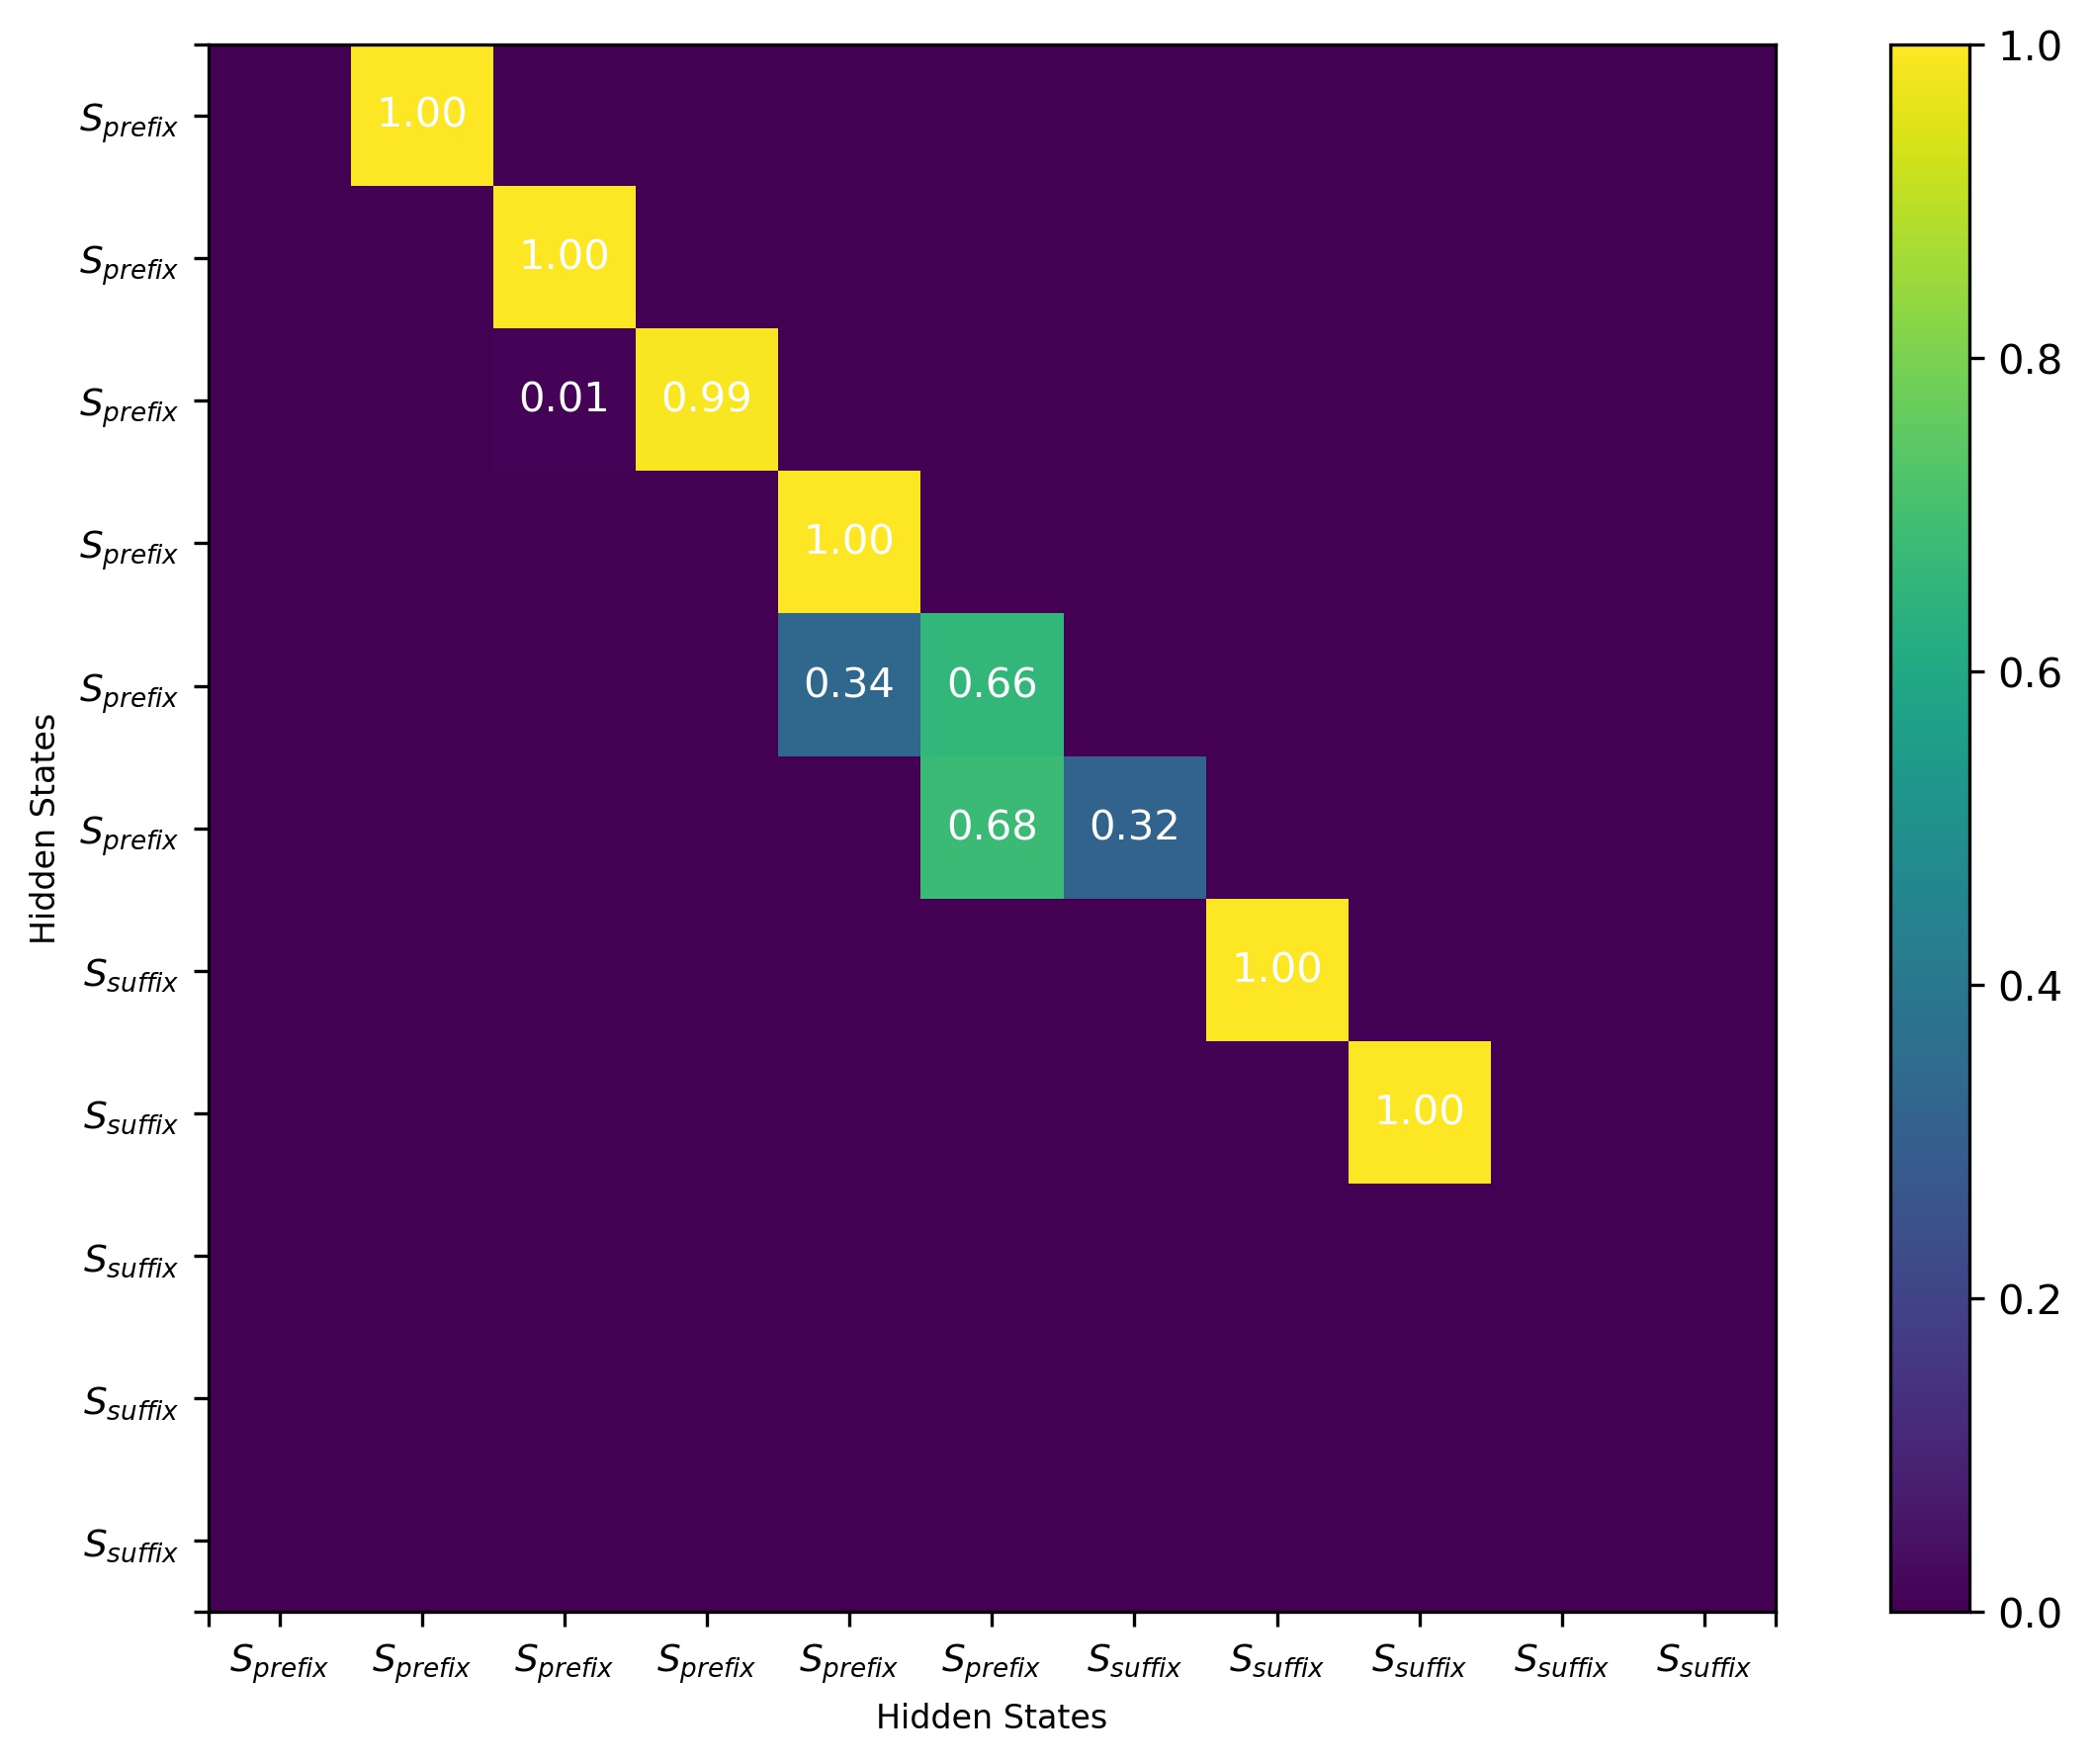 1.00
1.0
S_prefix
1.00
S_prefix
0.01 0.99
0.8
S_prefix
1.00
S_prefix
0.34 0.66
0.6
S_prefix
0.68 0.32
S_prefix
Hidden States
1.00
0.4
S_suffix
1.00
S_suffix
S_suffix
0.2
S_suffix
S_suffix
0.0
S_prefix S_prefix S_prefix S_prefix S_prefix S_prefix S_suffix S_suffix S_suffix S_suffix S_suffix
Hidden States